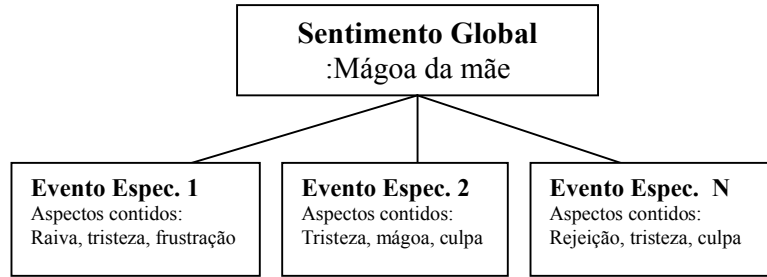 Sentimento Global
:Mágoa da mãe
Evento Espec. 1
Aspectos contidos:
Raiva, tristeza, frustração
Evento Espec. 2
Aspectos contidos:
Tristeza, mágoa, culpa
Evento Espec. N
Aspectos contidos:
Rejeição, tristeza, culpa